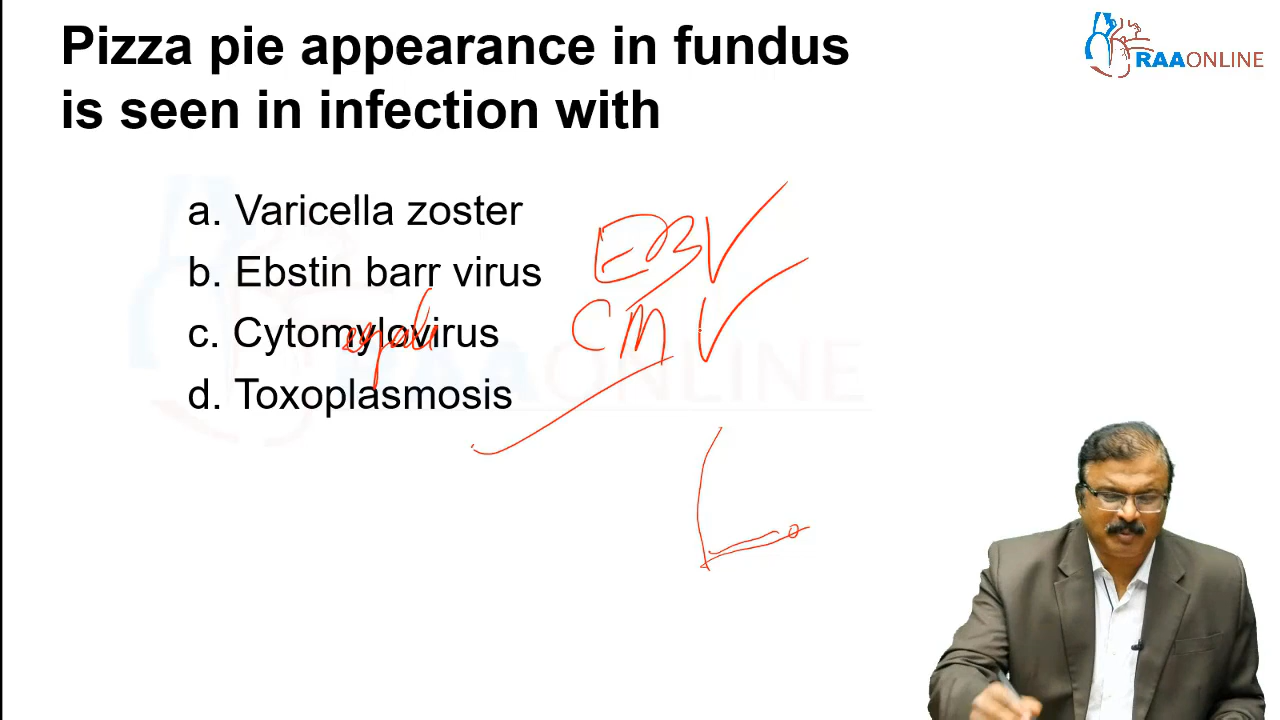 Pizza pie appearance in fundus
is seen in infection with
RAAONLINE
a. Varicella zoster
b. Ebstin barr virus
c. Cytomylovirus
d. Toxoplasmosis
EBV
CMV
RAAONLINE